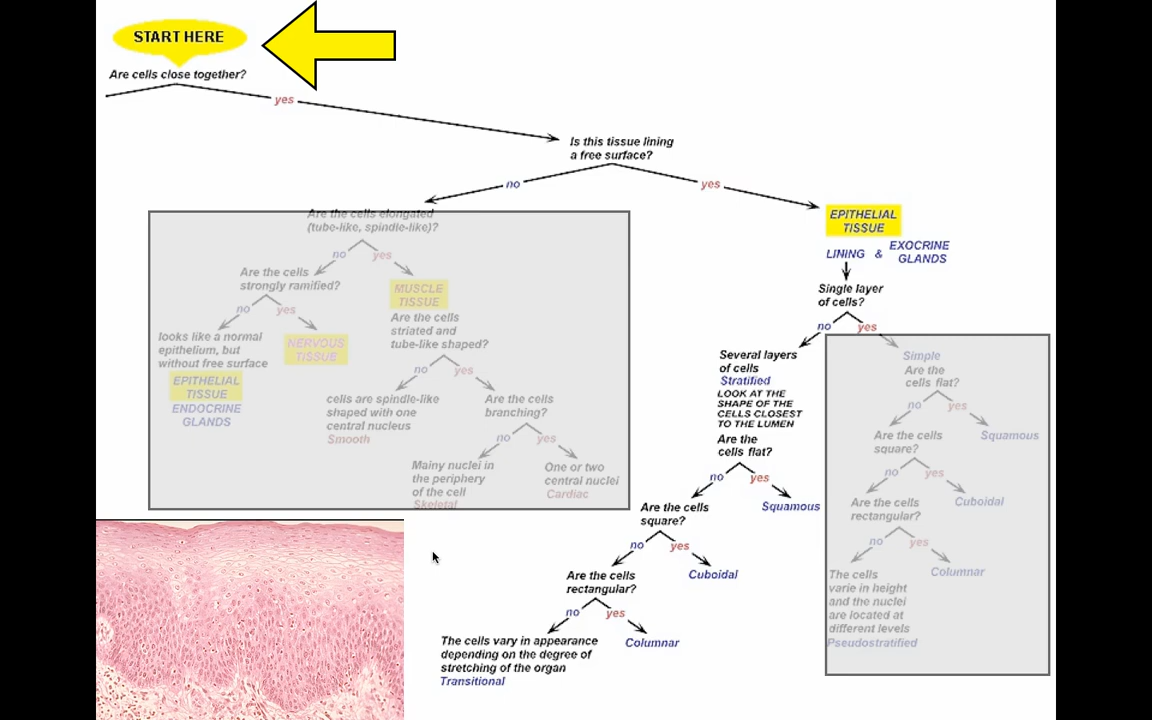 START HERE
Are cells close together?
yes
Is this tissue lining
a free surface?
no
yes
Are the cells elongated
(tube-like, spindle-like)?
no
yes
Are the cells
strongly ramified?
no
yes
looks like a normal
epithelium, but
without free surface
EPITHELIAL
TISSUE
ENDOCRINE
GLANDS
NERVOUS
TISSUE
MUSCLE
TISSUE
Are the cells
striated and
tube-like shaped?
no
yes
cells are spindle-like
shaped with one
central nucleus
Smooth
Are the cells
branching?
no
yes
Mainy nuclei in
the periphery
of the cell
Skeletal
One or two
central nuclei
Cardiac
EPITHELIAL
TISSUE
LINING & EXOCRINE
GLANDS
Single layer
of cells?
no
yes
Several layers
of cells
Stratified
LOOK AT THE
SHAPE OF THE
CELLS CLOSEST
TO THE LUMEN
Are the
cells flat?
no
yes
Squamous
Are the cells
square?
no
yes
Cuboidal
Are the cells
rectangular?
no
yes
Columnar
The cells vary in appearance
depending on the degree of
stretching of the organ
Transitional
Simple
Are the
cells flat?
no
yes
Squamous
Are the cells
square?
no
yes
Cuboidal
Are the cells
rectangular?
no
yes
Columnar
The cells
varie in height
and the nuclei
are located at
different levels
Pseudostratified